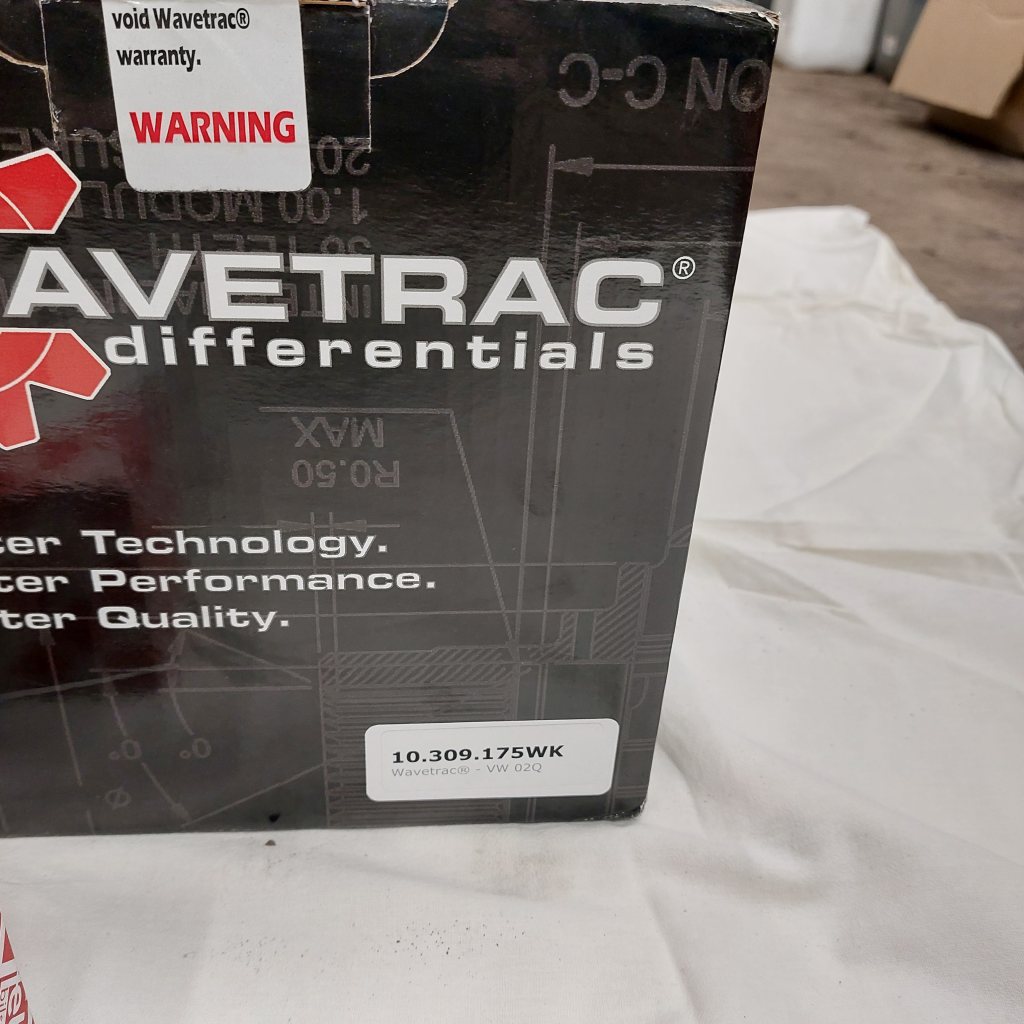 void Wavetrac®
warranty.
WARNING
ON C-C
1.00 MODUL
AVETRAC®
differentials
MAX
R0.50
ter Technology.
ter Performance.
ter Quality.
10.309.175WK
Wavetrac® - VW 02Q